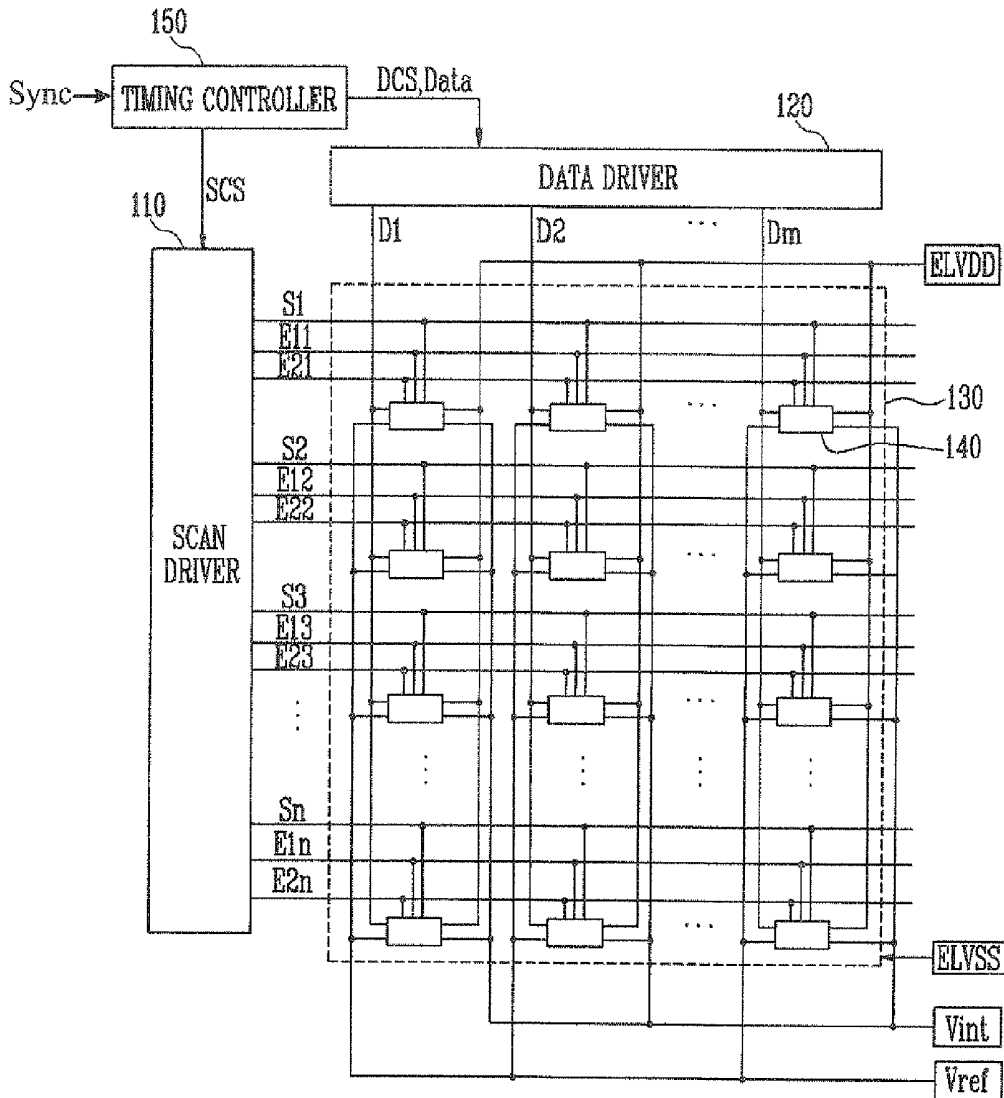 150
Sync
TIMING CONTROLLER
DCS,Data
120
DATA DRIVER
SCS
110
D1
D2
...
Dm
ELVDD
S1
E11
E21
...
130
140
S2
E12
E22
...
SCAN
DRIVER
S3
E13
E23
...
Sn
E1n
E2n
...
ELVSS
Vint
Vref